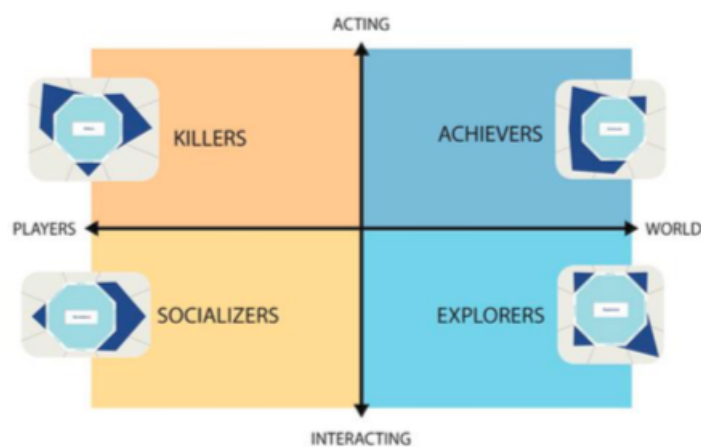 ACTING
KILLERS
ACHIEVERS
PLAYERS
WORLD
SOCIALIZERS
EXPLORERS
INTERACTING